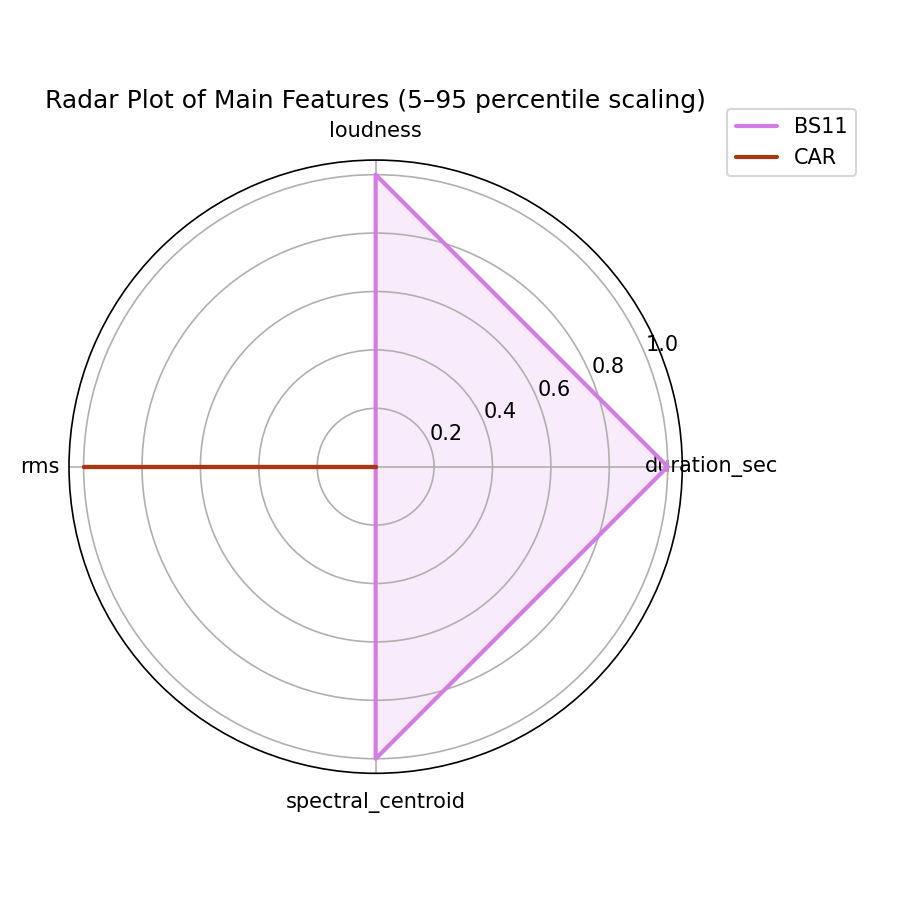 Radar Plot of Main Features (5–95 percentile scaling)
BS11
CAR
loudness
1.0
0.8
0.6
0.4
0.2
rms
duration_sec
spectral_centroid